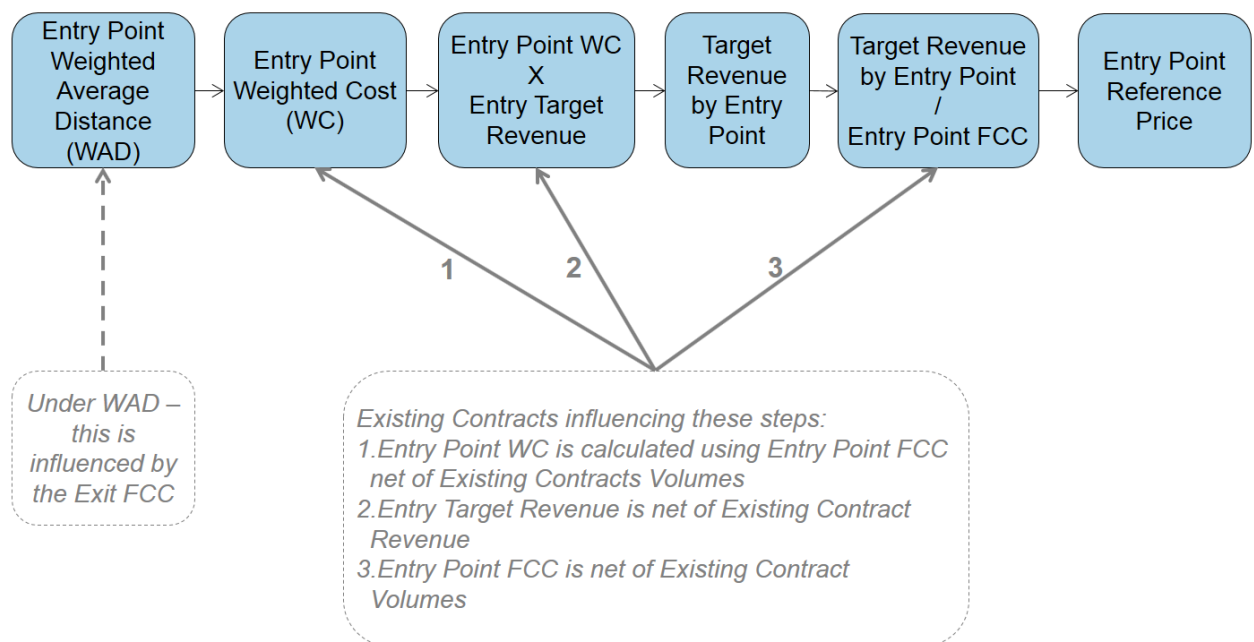 Entry Point
Weighted
Average
Distance
(WAD)
Entry Point
Weighted Cost
(WC)
Entry Point WC
X
Entry Target
Revenue
Target
Revenue
by Entry
Point
Target Revenue
by Entry Point
/
Entry Point FCC
Entry Point
Reference
Price
1
2
3
Under WAD –
this is
influenced by
the Exit FCC
Existing Contracts influencing these steps:
1.Entry Point WC is calculated using Entry Point FCC
net of Existing Contracts Volumes
2.Entry Target Revenue is net of Existing Contract
Revenue
3.Entry Point FCC is net of Existing Contract
Volumes